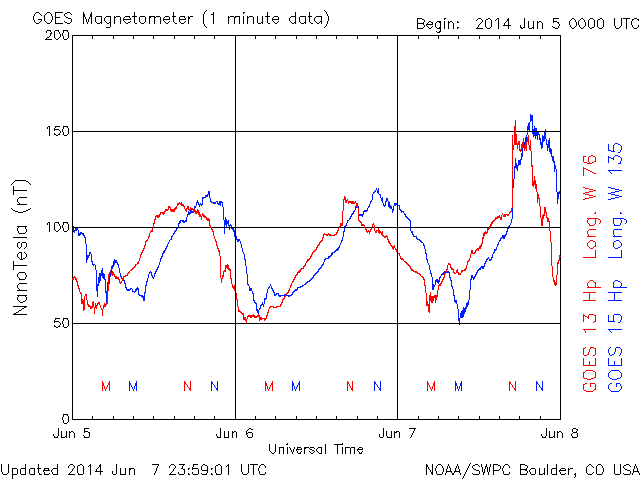 GOES Magnetometer (1 minute data)
Begin: 2014 Jun 5 0000 UTC
200
150
100
50
0
NanoTesla (nT)
M M N N M M N N M M N N
Jun 5 Jun 6 Jun 7 Jun 8
Universal Time
GOES 13 Hp Long. W 76
GOES 15 Hp Long. W 135
Updated 2014 Jun 7 23:59:01 UTC
NOAA/SWPC Boulder, CO USA